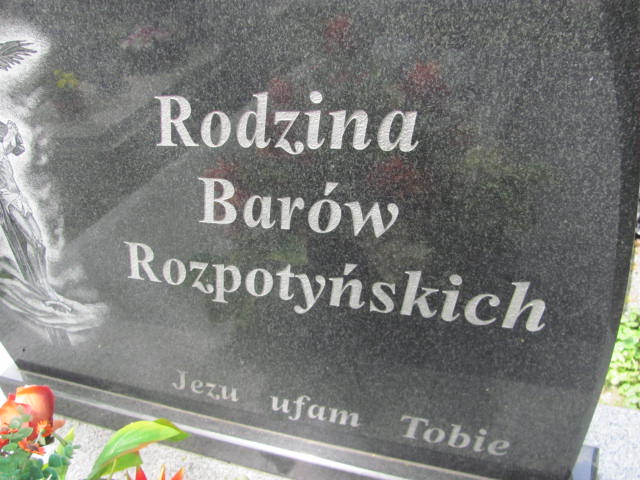 Rodzina
Barów
Rozpotyńskich
Jezu ufam Tobie